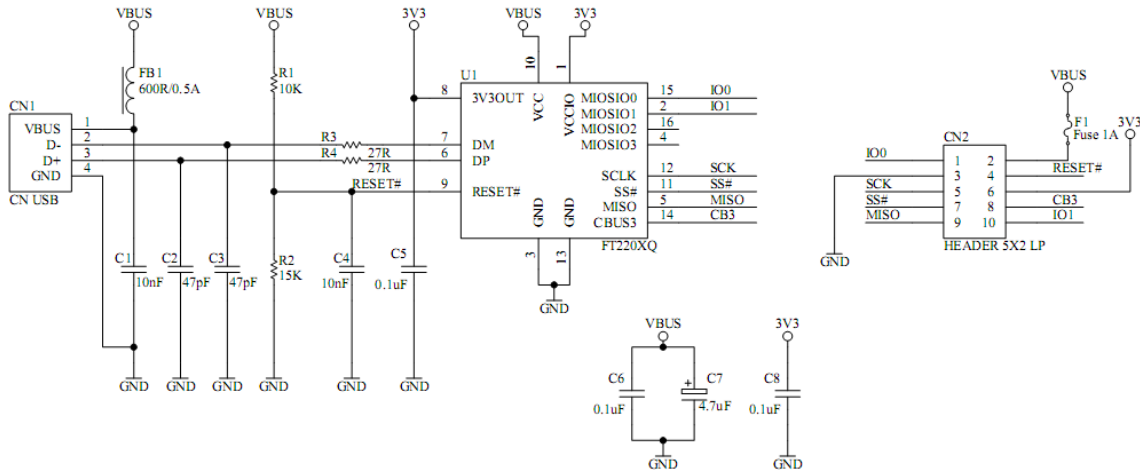 VBUS VBUS 3V3 VBUS 3V3
FB1
600R/0.5A
R1
10K
CN1
VBUS 1
D- 2
D+ 3
GND 4
CN USB
R3
27R
R4
27R
RESET#
U1
10 1
VCC VCCIO
8 3V3OUT
7 DM
6 DP
9 RESET#
MIOSIO0 15 IO0
MIOSIO1 2 IO1
MIOSIO2 16
MIOSIO3 4
SCLK 12 SCK
SS# 11 SS#
MISO 5 MISO
CBUS3 14 CB3
GND GND
3 13
FT220XQ
GND
C1
10nF
C2
47pF
C3
47pF
R2
15K
C4
10nF
C5
0.1uF
GND GND GND GND GND GND
VBUS
F1
Fuse 1A
3V3
CN2
IO0 1 2
3 4 RESET#
SCK 5 6
SS# 7 8 CB3
MISO 9 10 IO1
HEADER 5X2 LP
GND
VBUS 3V3
C6
0.1uF
+
C7
4.7uF
C8
0.1uF
GND GND